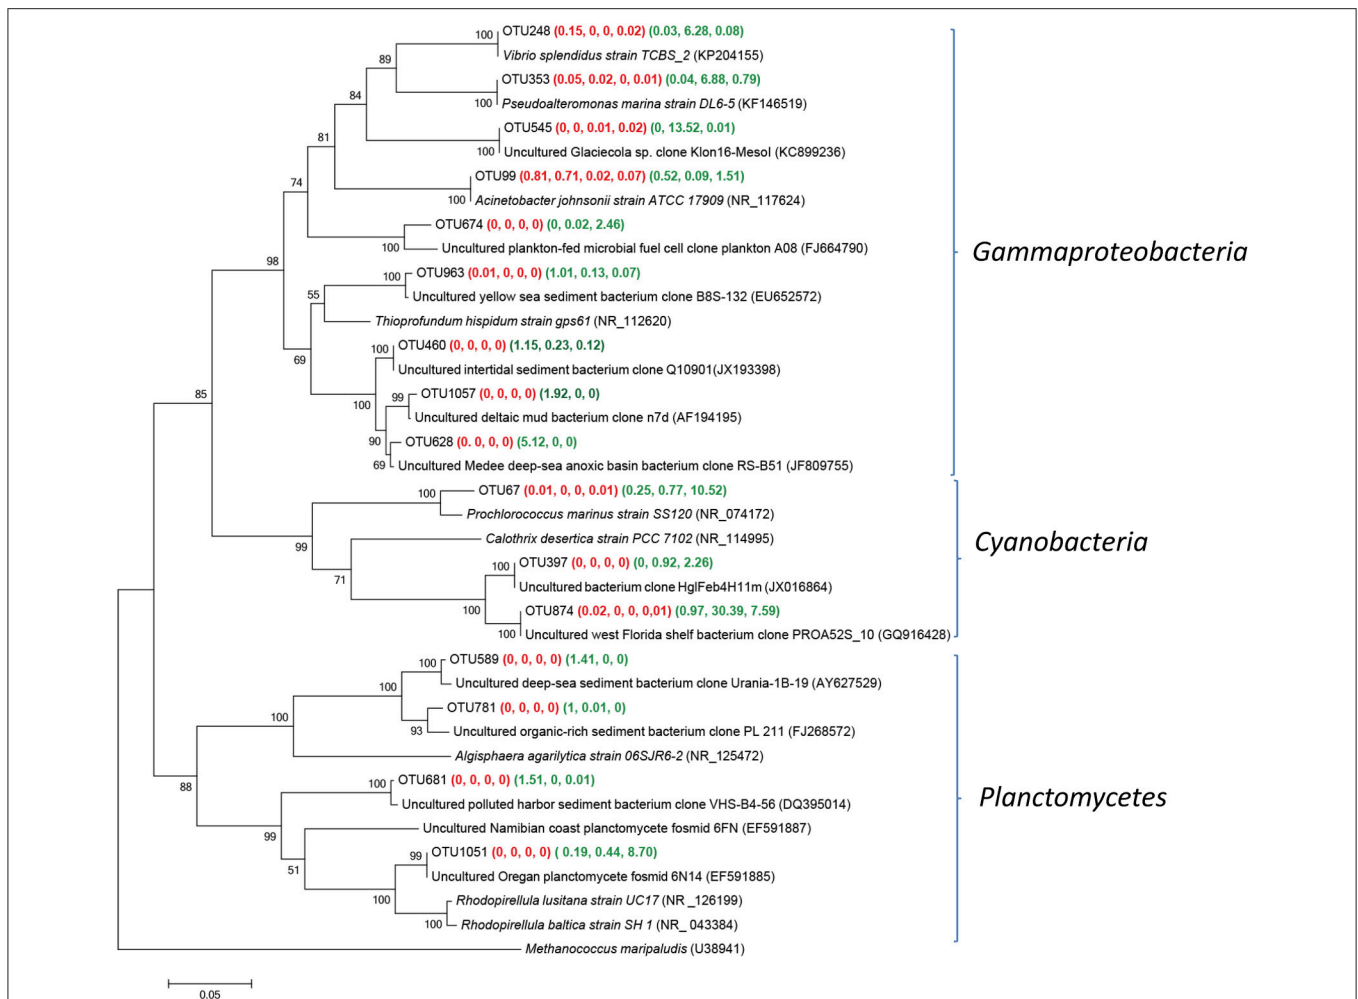 100 OTU248 (0.15, 0, 0, 0.02) (0.03, 6.28, 0.08)
Vibrio splendidus strain TCBS_2 (KP204155)
89
OTU353 (0.05, 0.02, 0, 0.01) (0.04, 6.88, 0.79)
100 Pseudoalteromonas marina strain DL6-5 (KF146519)
84
OTU545 (0, 0, 0.01, 0.02) (0, 13.52, 0.01)
100 Uncultured Glaciecola sp. clone Klon16-Mesol (KC899236)
81
OTU99 (0.81, 0.71, 0.02, 0.07) (0.52, 0.09, 1.51)
74
100 Acinetobacter johnsonii strain ATCC 17909 (NR_117624)
OTU674 (0, 0, 0, 0) (0, 0.02, 2.46)
100 Uncultured plankton-fed microbial fuel cell clone plankton A08 (FJ664790)
Gammaproteobacteria
98
100 OTU963 (0.01, 0, 0, 0) (1.01, 0.13, 0.07)
55 Uncultured yellow sea sediment bacterium clone B8S-132 (EU652572)
Thioprofundum hispidum strain gps61 (NR_112620)
69
100 OTU460 (0, 0, 0, 0) (1.15, 0.23, 0.12)
Uncultured intertidal sediment bacterium clone Q10901(JX193398)
85
99 OTU1057 (0, 0, 0, 0) (1.92, 0, 0)
100
Uncultured deltaic mud bacterium clone n7d (AF194195)
90 OTU628 (0. 0, 0, 0) (5.12, 0, 0)
69 Uncultured Medee deep-sea anoxic basin bacterium clone RS-B51 (JF809755)
100 OTU67 (0.01, 0, 0, 0.01) (0.25, 0.77, 10.52)
Prochlorococcus marinus strain SS120 (NR_074172)
99
Calothrix desertica strain PCC 7102 (NR_114995)
Cyanobacteria
100 OTU397 (0, 0, 0, 0) (0, 0.92, 2.26)
71
Uncultured bacterium clone HglFeb4H11m (JX016864)
100 OTU874 (0.02, 0, 0, 0,01) (0.97, 30.39, 7.59)
100 Uncultured west Florida shelf bacterium clone PROA52S_10 (GQ916428)
100 OTU589 (0, 0, 0, 0) (1.41, 0, 0)
100 Uncultured deep-sea sediment bacterium clone Urania-1B-19 (AY627529)
OTU781 (0, 0, 0, 0) (1, 0.01, 0)
100
93 Uncultured organic-rich sediment bacterium clone PL 211 (FJ268572)
Algisphaera agarilytica strain 06SJR6-2 (NR_125472)
88
100 OTU681 (0, 0, 0, 0) (1.51, 0, 0.01)
Planctomycetes
Uncultured polluted harbor sediment bacterium clone VHS-B4-56 (DQ395014)
99 Uncultured Namibian coast planctomycete fosmid 6FN (EF591887)
99 OTU1051 (0, 0, 0, 0) ( 0.19, 0.44, 8.70)
51
Uncultured Oregan planctomycete fosmid 6N14 (EF591885)
100 Rhodopirellula lusitana strain UC17 (NR _126199)
100 Rhodopirellula baltica strain SH 1 (NR_ 043384)
Methanococcus maripaludis (U38941)
0.05